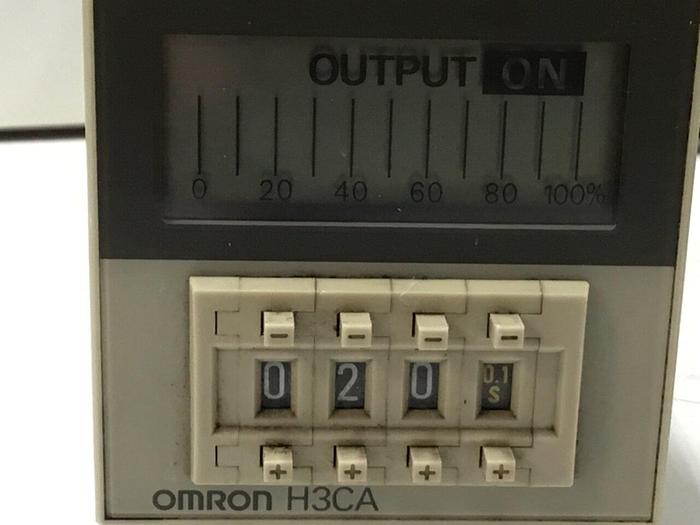 OUTPUT ON
0 20 40 60 80 100%
- - - -
0 2 0 0.1
S
+ + + +
OMRON H3CA